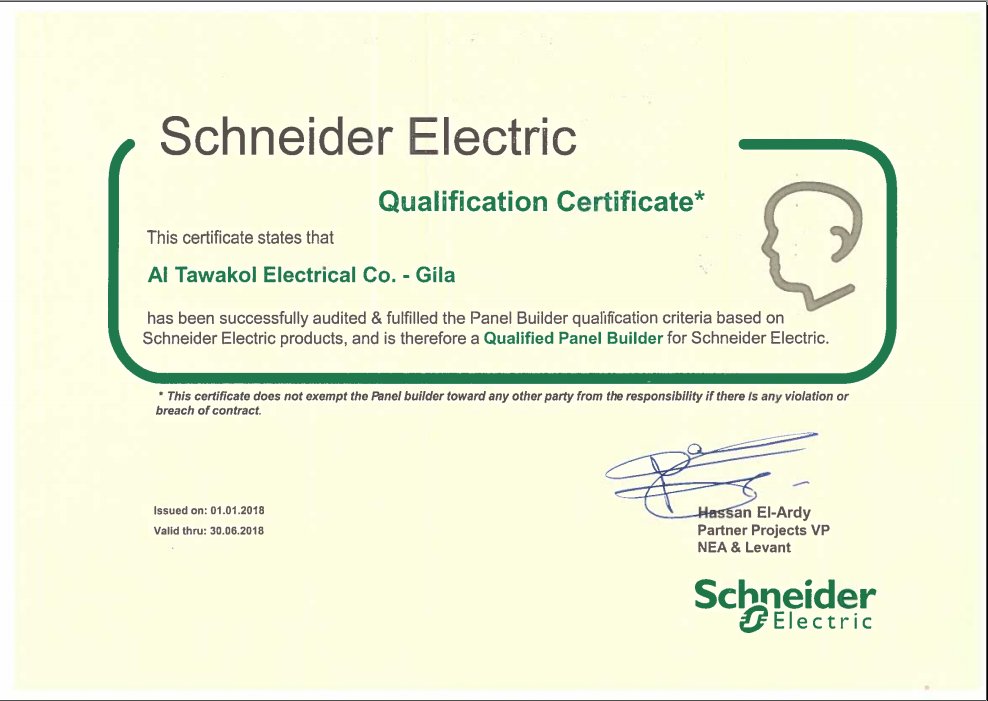 Schneider Electric
Qualification Certificate*
This certificate states that
Al Tawakol Electrical Co. - Gila
has been successfully audited & fulfilled the Panel Builder qualification criteria based on
Schneider Electric products, and is therefore a Qualified Panel Builder for Schneider Electric.
* This certificate does not exempt the Panel builder toward any other party from the responsibility if there is any violation or
breach of contract.
Issued on: 01.01.2018
Valid thru: 30.06.2018
Hassan El-Ardy
Partner Projects VP
NEA & Levant
Schneider
Electric